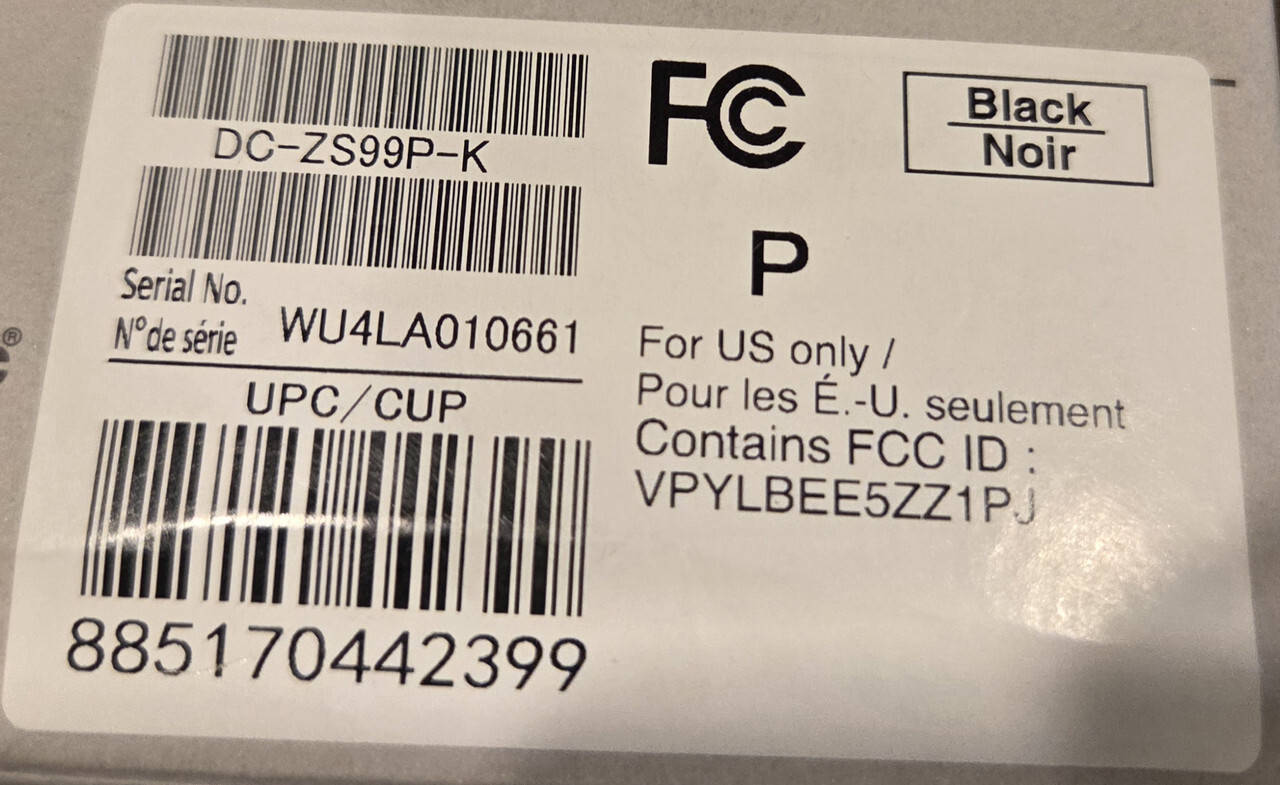 DC-ZS99P-K
Serial No.
N° de série WU4LA010661
UPC/CUP
885170442399
FC
Black
Noir
P
For US only /
Pour les É.-U. seulement
Contains FCC ID :
VPYLBEE5ZZ1PJ
®